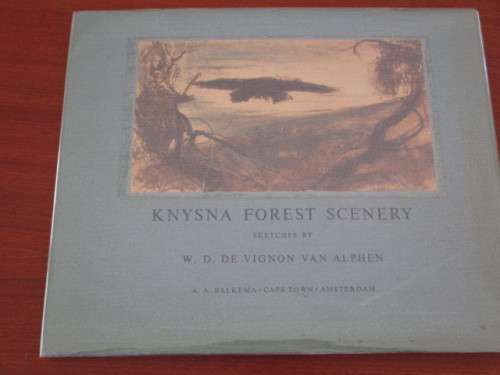 KNYSNA FOREST SCENERY
SKETCHES BY
W. D. DE VIGNON VAN ALPHEN
A. A. BALKEMA · CAPE TOWN · AMSTERDAM